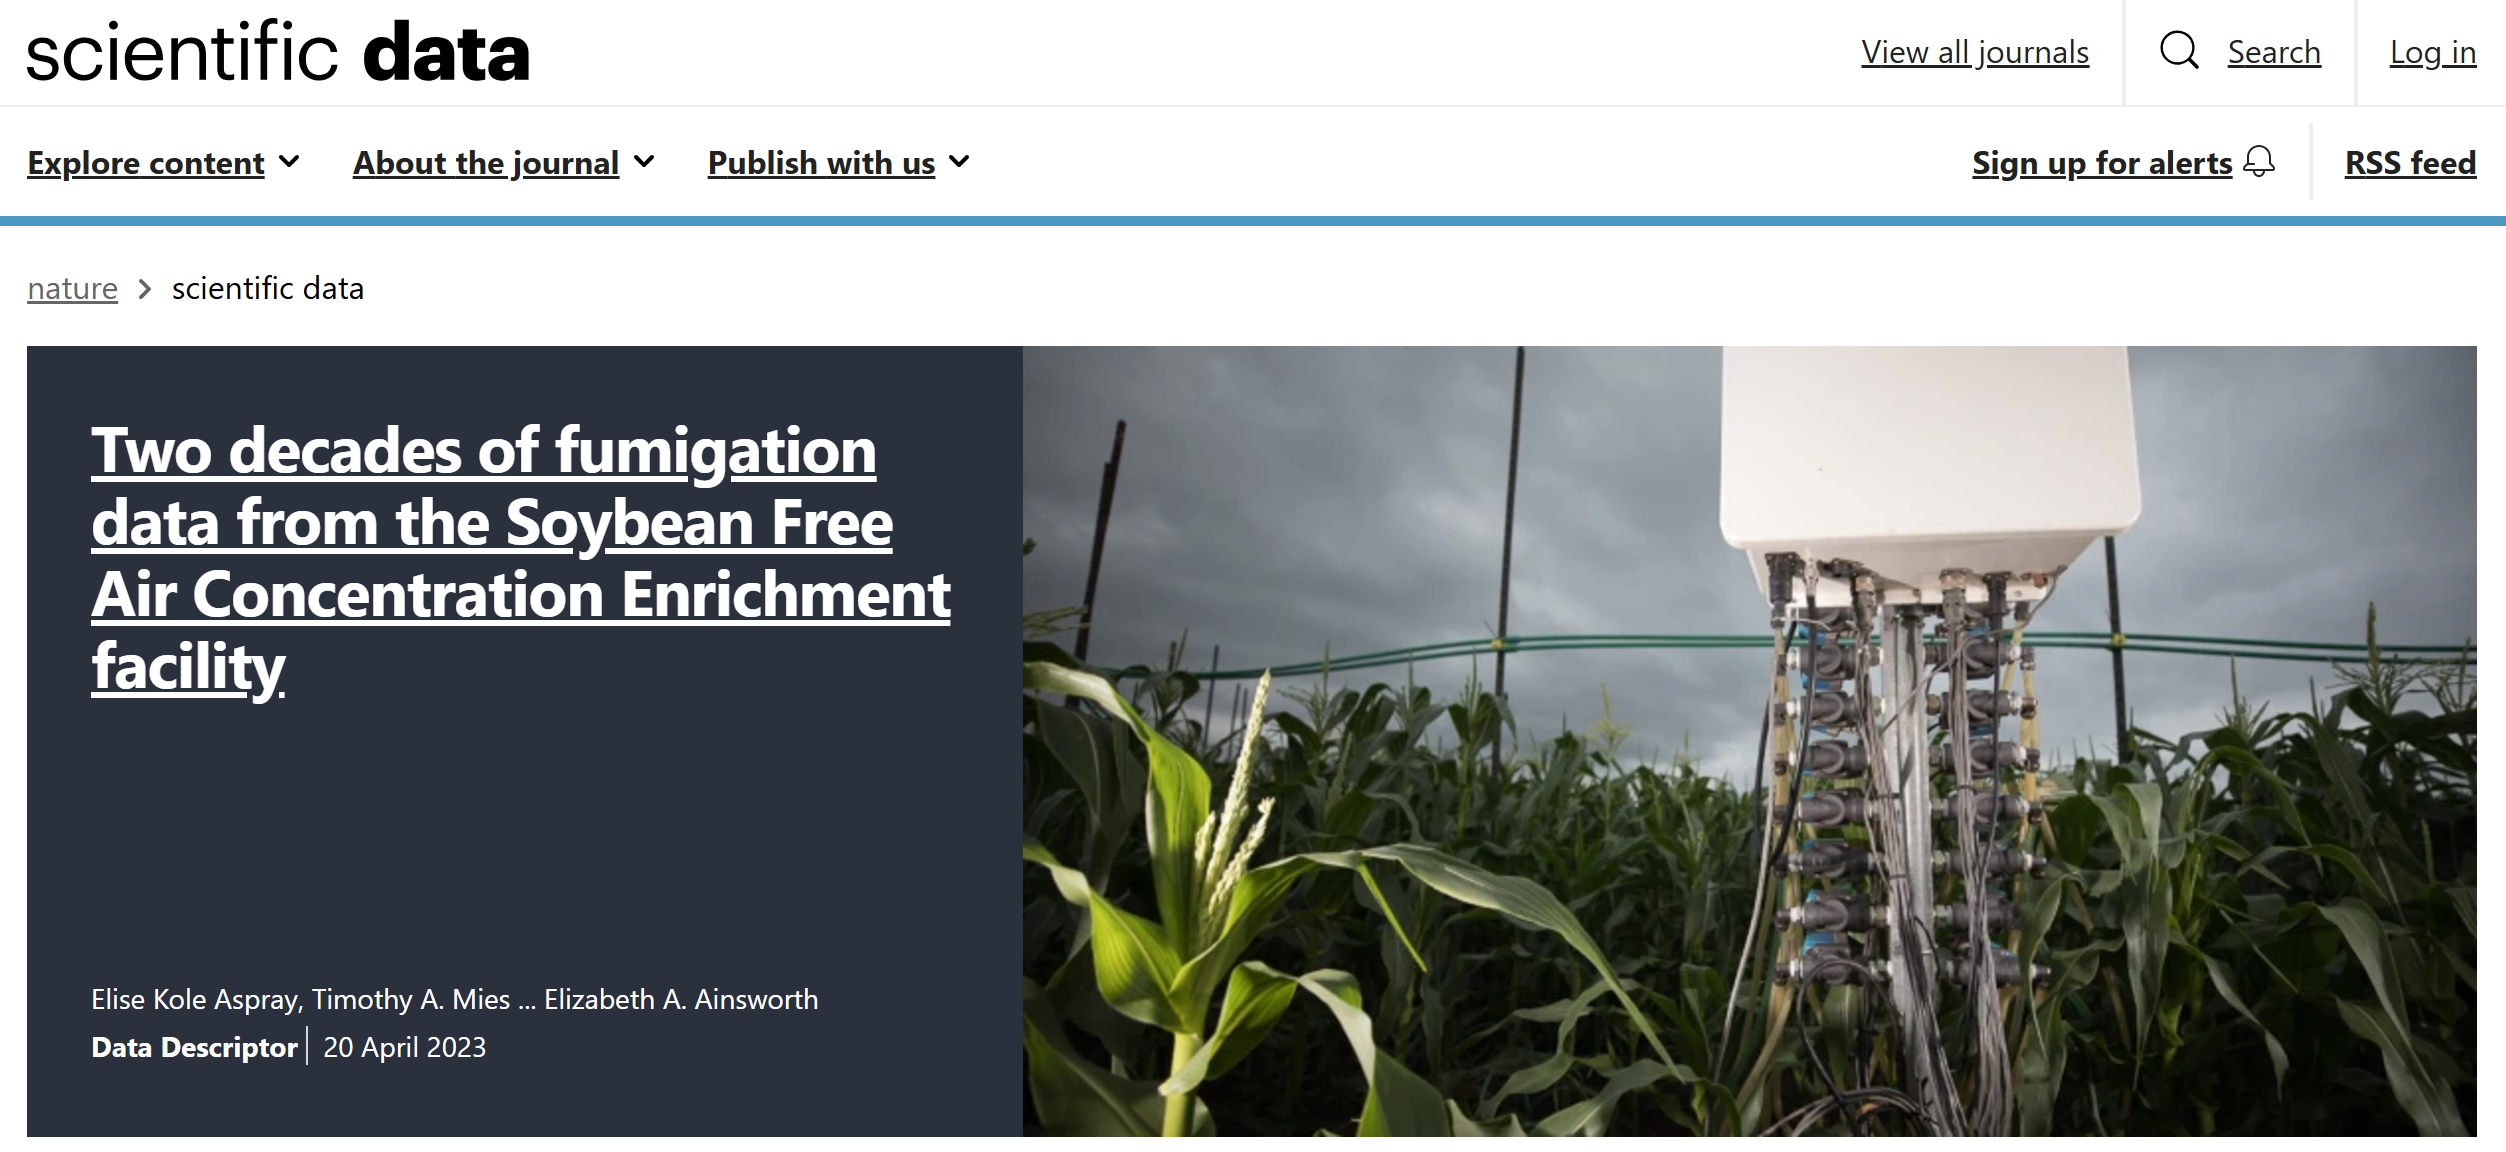 scientific data
View all journals
Search
Log in
Explore content
About the journal
Publish with us
Sign up for alerts
RSS feed
nature
scientific data
Two decades of fumigation
data from the Soybean Free
Air Concentration Enrichment
facility
Elise Kole Aspray, Timothy A. Mies ... Elizabeth A. Ainsworth
Data Descriptor | 20 April 2023